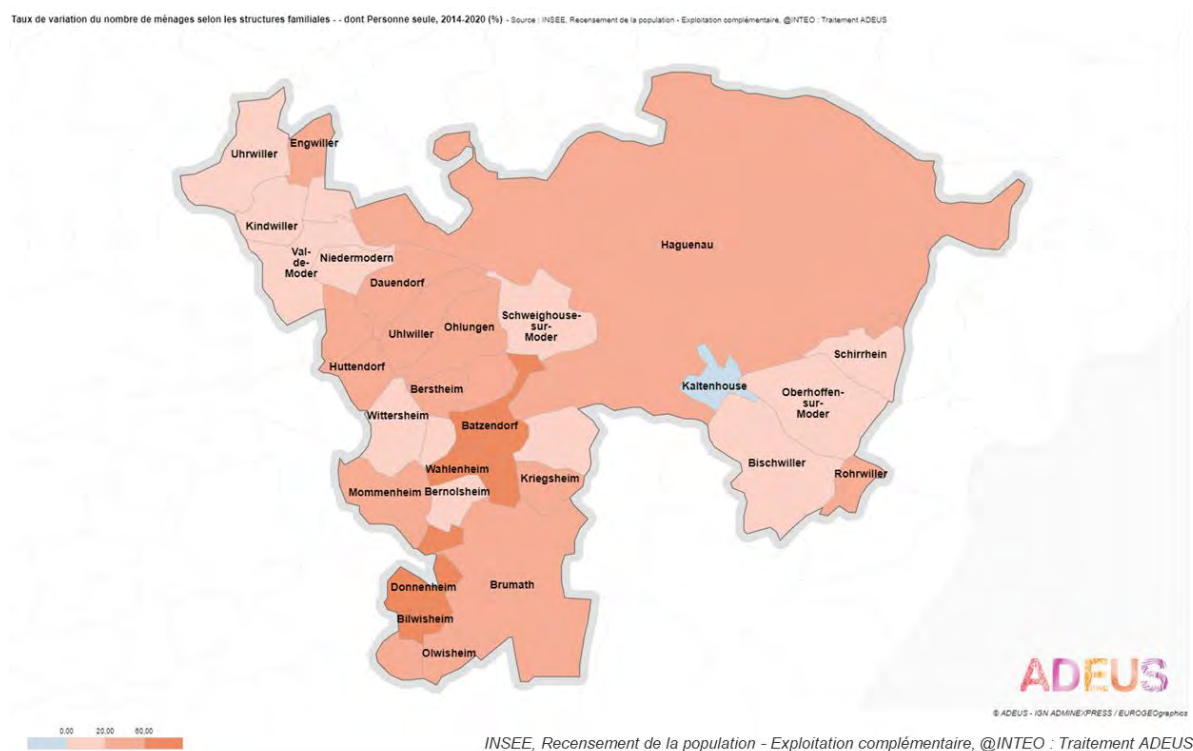 Taux de variation du nombre de ménages selon les structures familiales - - dont Personne seule, 2014-2020 (%) - Source : INSEE, Recensement de la population - Exploitation complémentaire, @INTEO : Traitement ADEUS
Engwiller
Uhrwiller
Kindwiller
Val-
de-
Moder
Niedermodern
Haguenau
Dauendorf
Schweighouse-
sur-
Moder
Ohlungen
Uhlwiller
Schirrhein
Huttendorf
Kaltenhouse
Berstheim
Oberhoffen-
sur-
Moder
Wittersheim
Batzendorf
Bischwiller
Wahlenheim
Rohrwiller
Kriegsheim
Mommenheim
Bernolsheim
Donnenheim
Brumath
Bilwisheim
Olwisheim
ADEUS
© ADEUS - IGN ADMINEXPRESS / EUROGEOgraphics
0,00 20,00 60,00
INSEE, Recensement de la population - Exploitation complémentaire, @INTEO : Traitement ADEUS